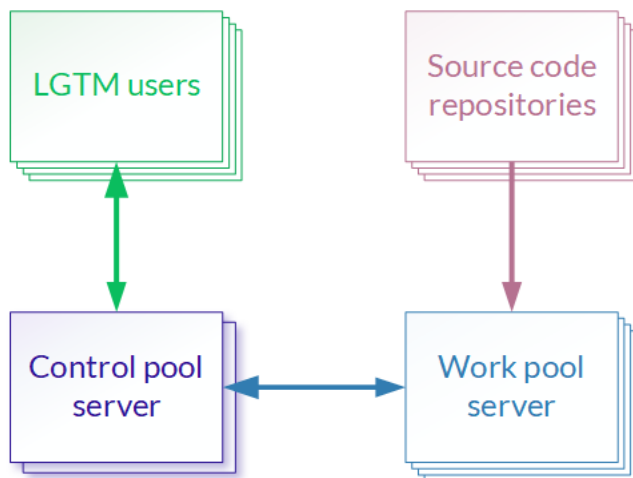 LGTM users
Source code
repositories
Control pool
server
Work pool
server